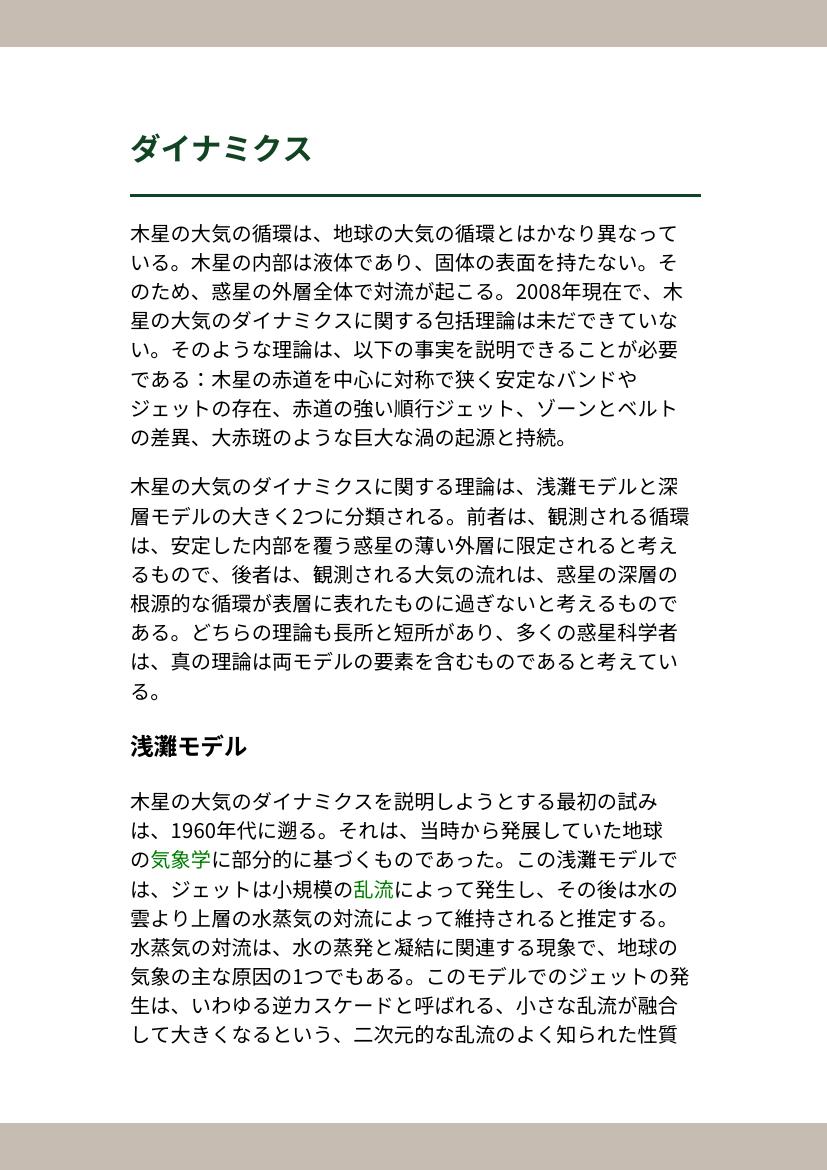 ダイナミクス
木星の大気の循環は、地球の大気の循環とはかなり異なって
いる。木星の内部は液体であり、固体の表面を持たない。そ
のため、惑星の外層全体で対流が起こる。2008年現在で、木
星の大気のダイナミクスに関する包括理論は未だできていな
い。そのような理論は、以下の事実を説明できることが必要
である：木星の赤道を中心に対称で狭く安定なバンドや
ジェットの存在、赤道の強い順行ジェット、ゾーンとベルト
の差異、大赤斑のような巨大な渦の起源と持続。
木星の大気のダイナミクスに関する理論は、浅灘モデルと深
層モデルの大きく2つに分類される。前者は、観測される循環
は、安定した内部を覆う惑星の薄い外層に限定されると考え
るもので、後者は、観測される大気の流れは、惑星の深層の
根源的な循環が表層に表れたものに過ぎないと考えるもので
ある。どちらの理論も長所と短所があり、多くの惑星科学者
は、真の理論は両モデルの要素を含むものであると考えてい
る。
浅灘モデル
木星の大気のダイナミクスを説明しようとする最初の試み
は、1960年代に遡る。それは、当時から発展していた地球
の気象学に部分的に基づくものであった。この浅灘モデルで
は、ジェットは小規模の乱流によって発生し、その後は水の
雲より上層の水蒸気の対流によって維持されると推定する。
水蒸気の対流は、水の蒸発と凝結に関連する現象で、地球の
気象の主な原因の1つでもある。このモデルでのジェットの発
生は、いわゆる逆カスケードと呼ばれる、小さな乱流が融合
して大きくなるという、二次元的な乱流のよく知られた性質